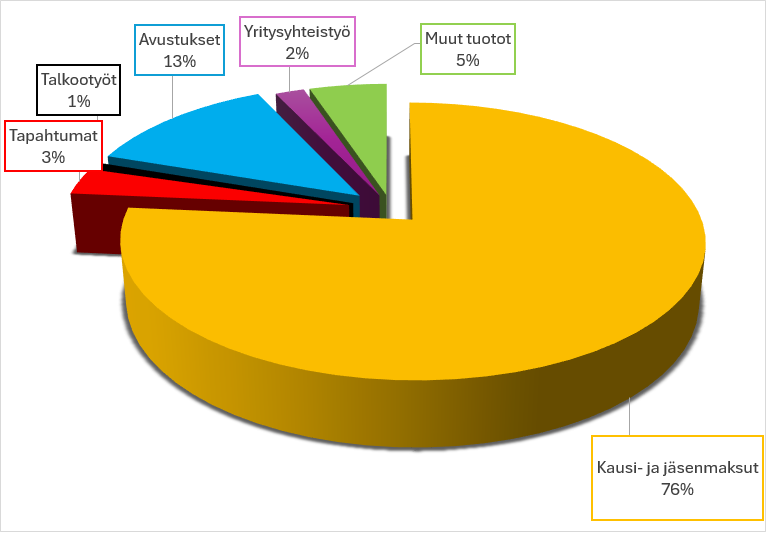 Avustukset
13%
Yritysyhteistyö
2%
Muut tuotot
5%
Talkootyöt
1%
Tapahtumat
3%
Kausi- ja jäsenmaksut
76%